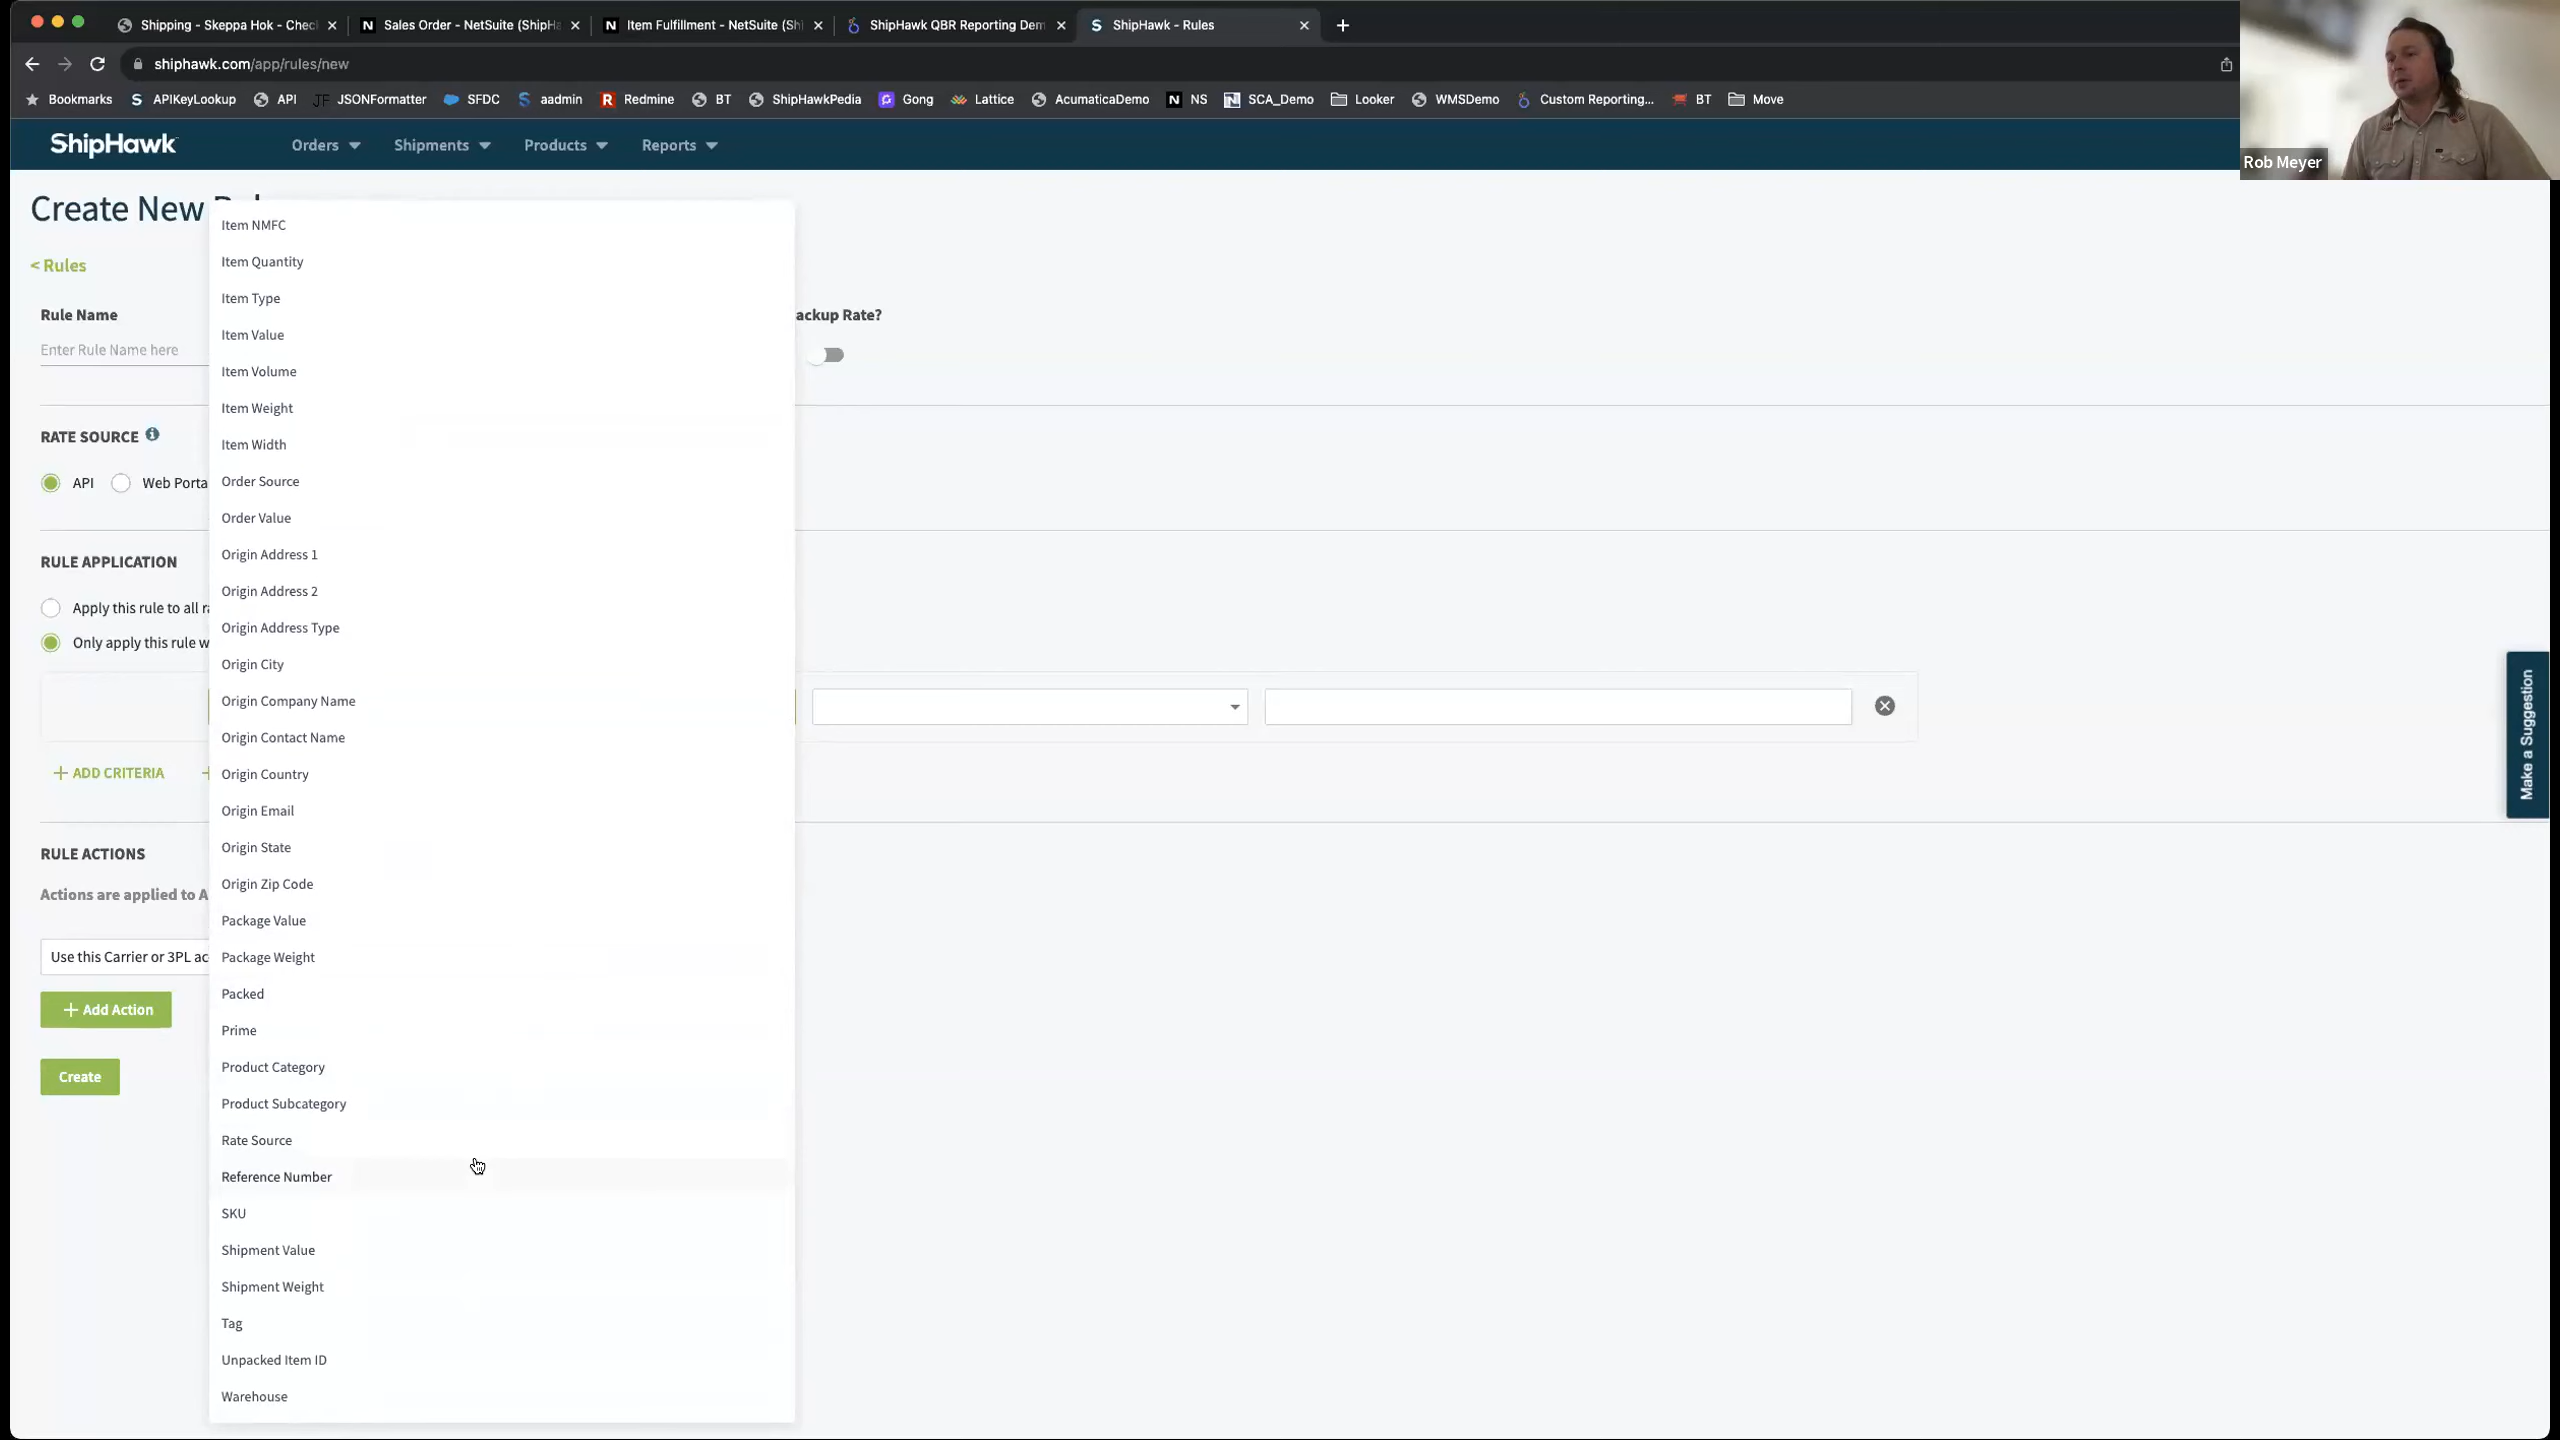 Shipping - Skeppa Hok - Chec
Sales Order - NetSuite (ShipHa
Item Fulfillment - NetSuite (Shi
ShipHawk QBR Reporting Dem
ShipHawk - Rules
shiphawk.com/app/rules/new
Bookmarks
APIKeyLookup
API
JSONFormatter
SFDC
aadmin
Redmine
BT
ShipHawkPedia
Gong
Lattice
AcumaticaDemo
NS
SCA_Demo
Looker
WMSDemo
Custom Reporting...
BT
Move
Rob Meyer
ShipHawk
Orders
Shipments
Products
Reports
Create New
< Rules
Rule Name
Enter Rule Name here
ackup Rate?
RATE SOURCE
API
Web Porta
RULE APPLICATION
Apply this rule to all ra
Only apply this rule w
+ ADD CRITERIA
RULE ACTIONS
Actions are applied to A
Use this Carrier or 3PL ac
+ Add Action
Create
Item NMFC
Item Quantity
Item Type
Item Value
Item Volume
Item Weight
Item Width
Order Source
Order Value
Origin Address 1
Origin Address 2
Origin Address Type
Origin City
Origin Company Name
Origin Contact Name
Origin Country
Origin Email
Origin State
Origin Zip Code
Package Value
Package Weight
Packed
Prime
Product Category
Product Subcategory
Rate Source
Reference Number
SKU
Shipment Value
Shipment Weight
Tag
Unpacked Item ID
Warehouse
Make a Suggestion